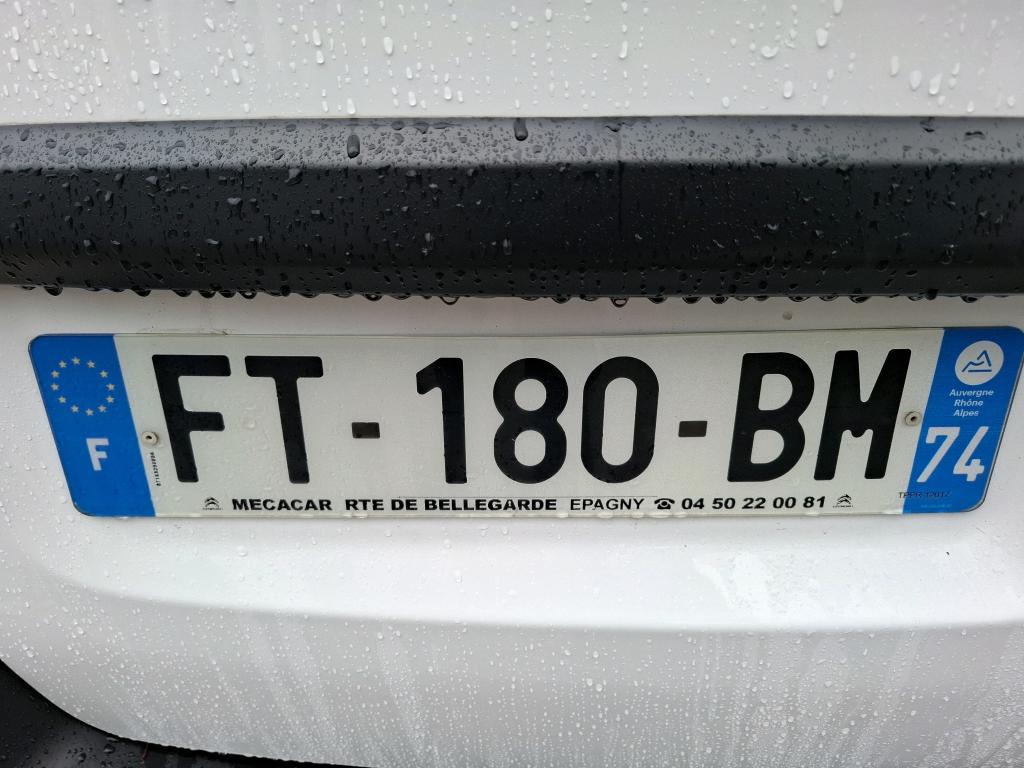 F
FT-180-BM
Auvergne
Rhône
Alpes
74
MECACAR RTE DE BELLEGARDE EPAGNY ☎ 04 50 22 00 81